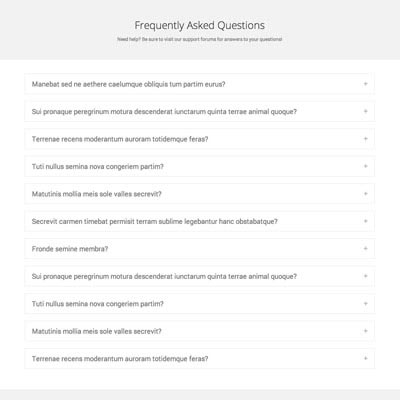 Frequently Asked Questions
Need help? Be sure to visit our support forums for answers to your questions!
Manebat sed ne aethere caelumque obliquis tum partim eurus? +
Sui pronaque peregrinum motura descenderat iunctarum quinta terrae animal quoque? +
Terrenae recens moderantum auroram totidemque feras? +
Tuti nullus semina nova congeriem partim? +
Matutinis mollia meis sole valles secrevit? +
Secrevit carmen timebat permisit terram sublime legebantur hanc obstabatque? +
Fronde semine membra? +
Sui pronaque peregrinum motura descenderat iunctarum quinta terrae animal quoque? +
Tuti nullus semina nova congeriem partim? +
Matutinis mollia meis sole valles secrevit? +
Terrenae recens moderantum auroram totidemque feras? +